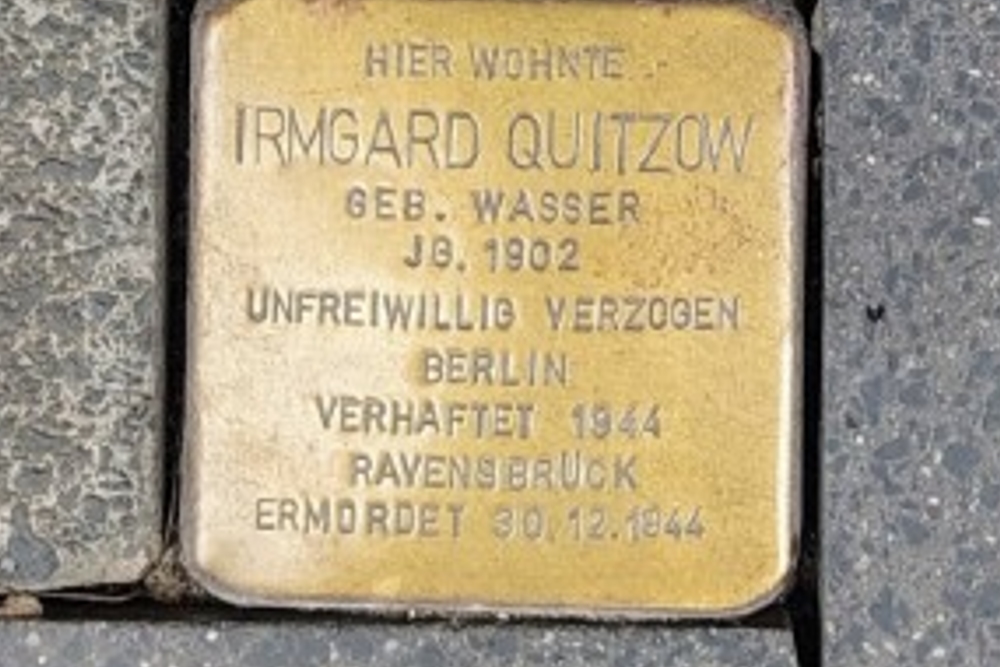 HIER WOHNTE
IRMGARD QUITZOW
GEB. WASSER
JG. 1902
UNFREIWILLIG VERZOGEN
BERLIN
VERHAFTET 1944
RAVENSBRÜCK
ERMORDET 30.12.1944